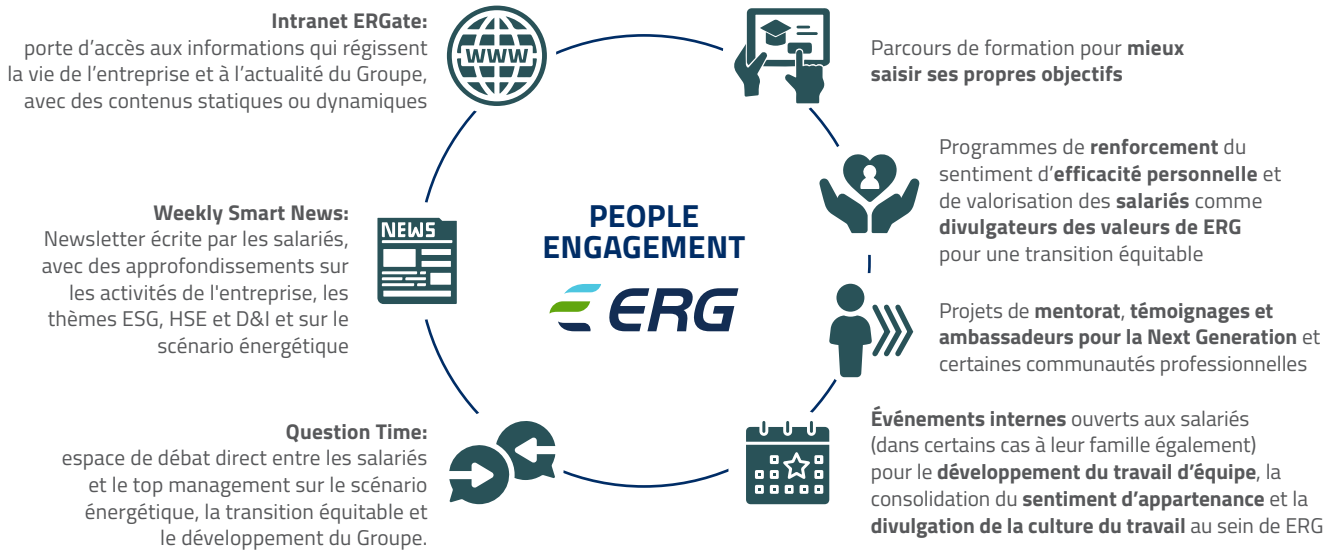 Intranet ERGate:
porte d'accès aux informations qui régissent
la vie de l'entreprise et à l'actualité du Groupe,
avec des contenus statiques ou dynamiques
WWW
Parcours de formation pour mieux
saisir ses propres objectifs
Programmes de renforcement du
sentiment d'efficacité personnelle et
de valorisation des salariés comme
divulgateurs des valeurs de ERG
pour une transition équitable
Weekly Smart News:
Newsletter écrite par les salariés,
avec des approfondissements sur
les activités de l'entreprise, les
thèmes ESG, HSE et D&I et sur le
scénario énergétique
NEWS
PEOPLE
ENGAGEMENT
ERG
Projets de mentorat, témoignages et
ambassadeurs pour la Next Generation et
certaines communautés professionnelles
Question Time:
espace de débat direct entre les salariés
et le top management sur le scénario
énergétique, la transition équitable et
le développement du Groupe.
Événements internes ouverts aux salariés
(dans certains cas à leur famille également)
pour le développement du travail d'équipe, la
consolidation du sentiment d'appartenance et la
divulgation de la culture du travail au sein de ERG